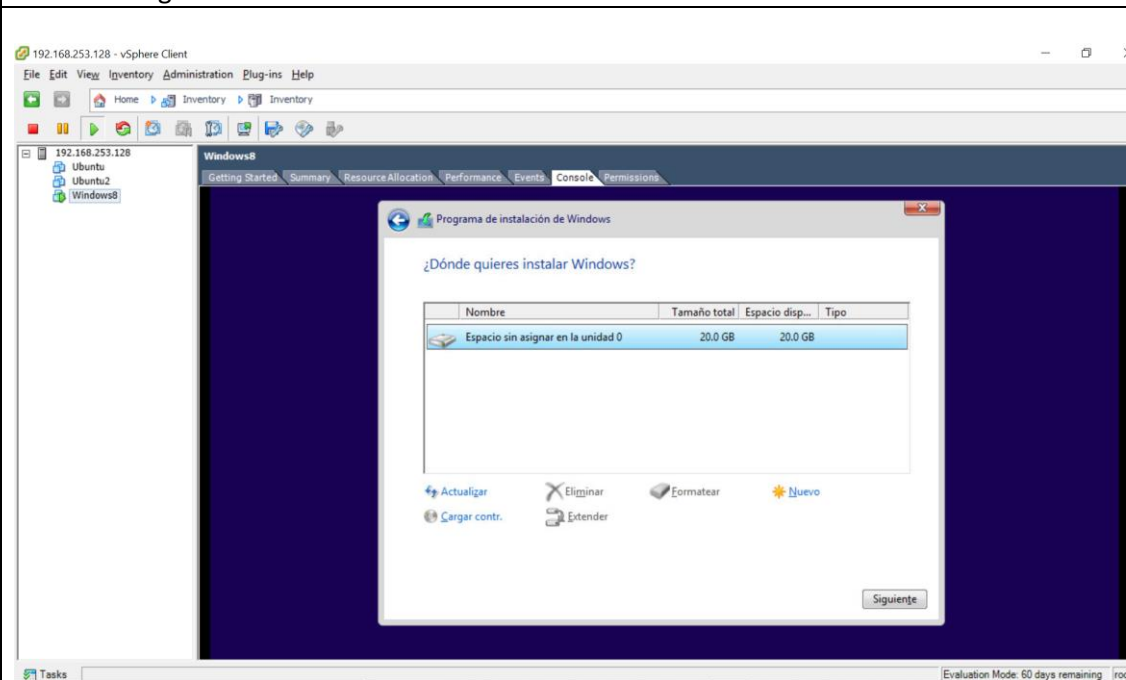 192.168.253.128 - vSphere Client
File Edit View Inventory Administration Plug-ins Help
Home Inventory Inventory
192.168.253.128
Ubuntu
Ubuntu2
Windows8
Windows8
Getting Started Summary Resource Allocation Performance Events Console Permissions
Programa de instalación de Windows
¿Dónde quieres instalar Windows?
Nombre Tamaño total Espacio disp... Tipo
Espacio sin asignar en la unidad 0 20.0 GB 20.0 GB
Actualizar Eliminar Formatear Nuevo
Cargar contr. Extender
Siguiente
Tasks Evaluation Mode: 60 days remaining